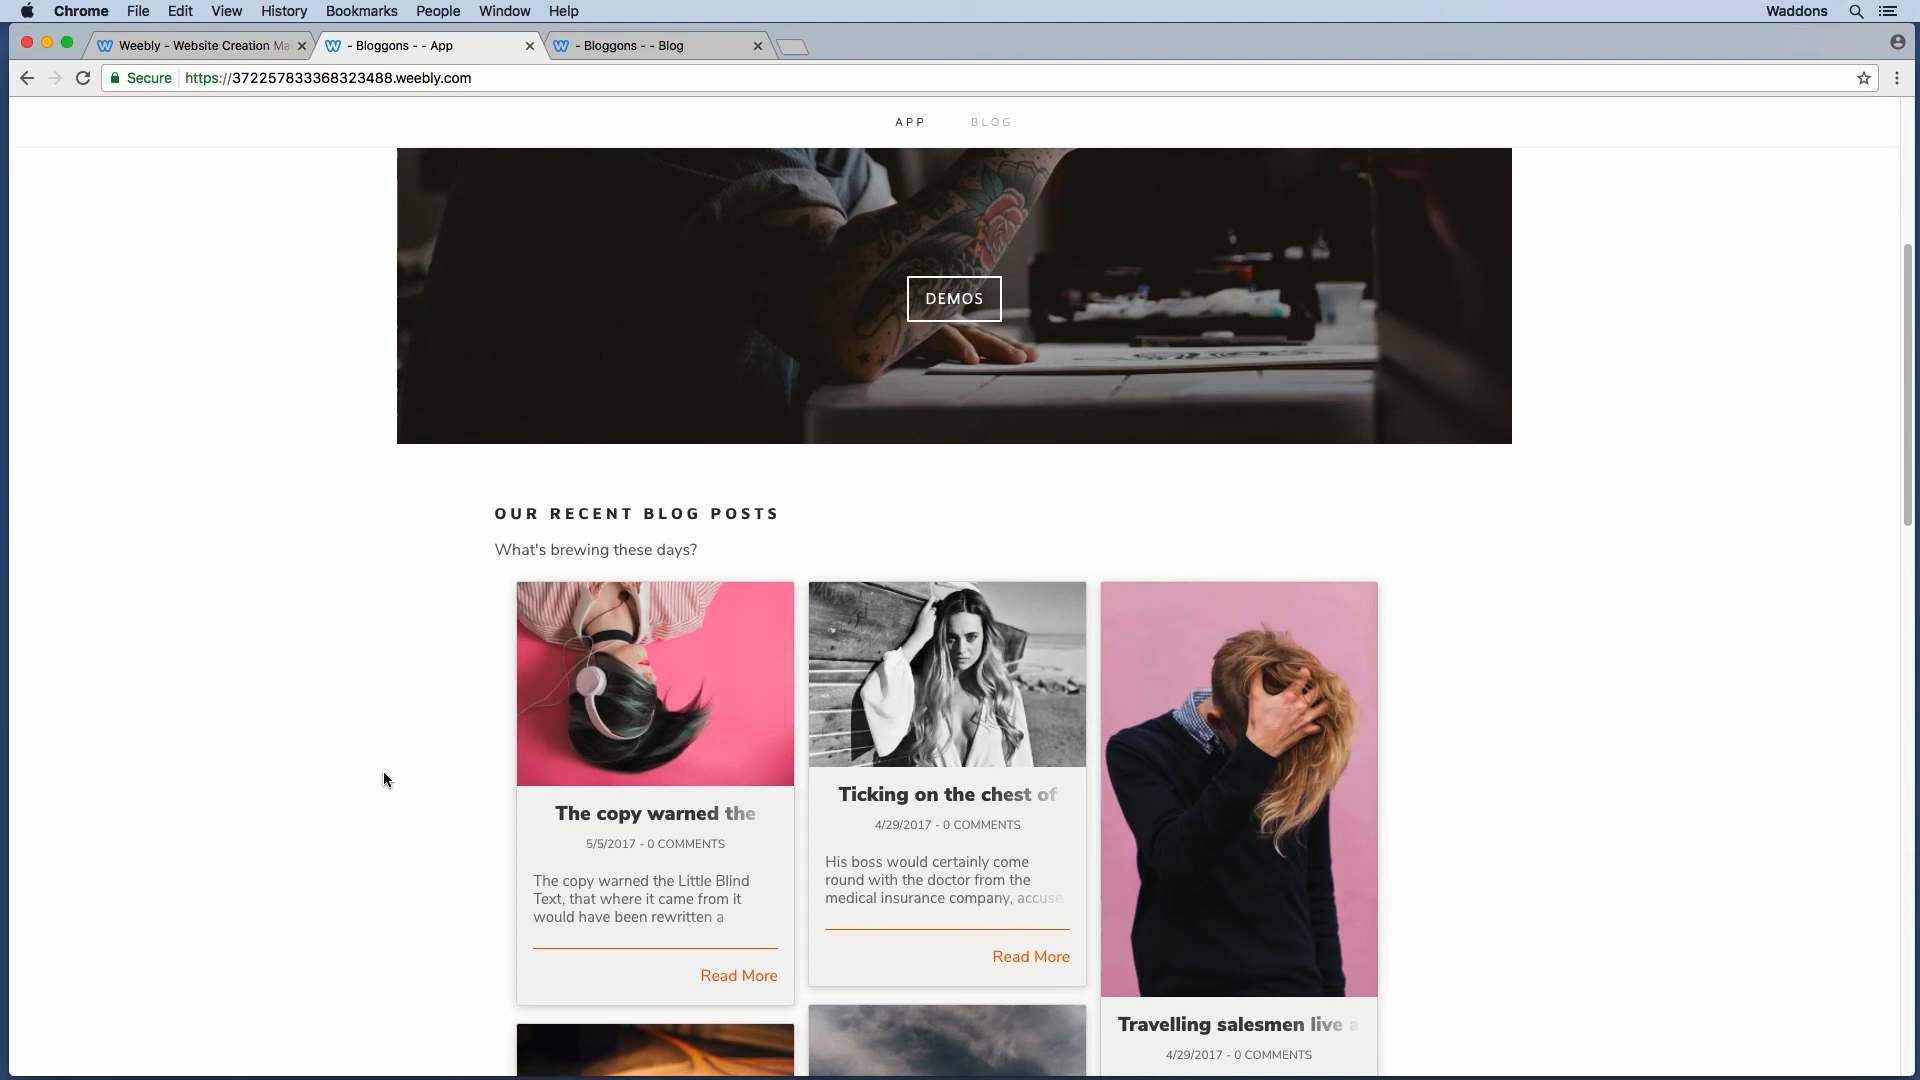 Chrome File Edit View History Bookmarks People Window Help Waddons
Weebly - Website Creation Ma
- Bloggons - - App
- Bloggons - - Blog
Secure https://372257833368323488.weebly.com
APP BLOG
DEMOS
OUR RECENT BLOG POSTS
What's brewing these days?
The copy warned the
5/5/2017 - 0 COMMENTS
The copy warned the Little Blind
Text, that where it came from it
would have been rewritten a
Read More
Ticking on the chest of
4/29/2017 - 0 COMMENTS
His boss would certainly come
round with the doctor from the
medical insurance company, accuse
Read More
Travelling salesmen live a
4/29/2017 - 0 COMMENTS